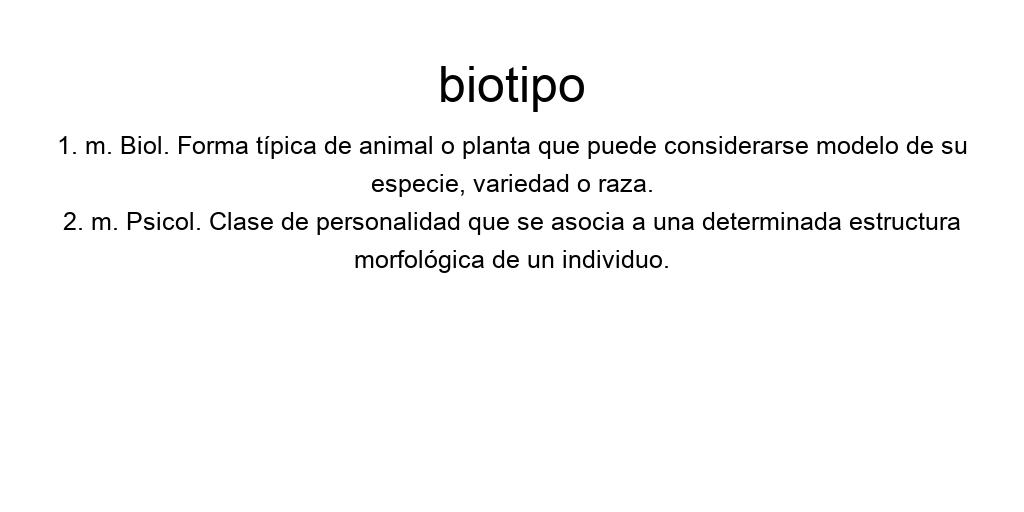 biotipo
1. m. Biol. Forma típica de animal o planta que puede considerarse modelo de su
especie, variedad o raza.
2. m. Psicol. Clase de personalidad que se asocia a una determinada estructura
morfológica de un individuo.